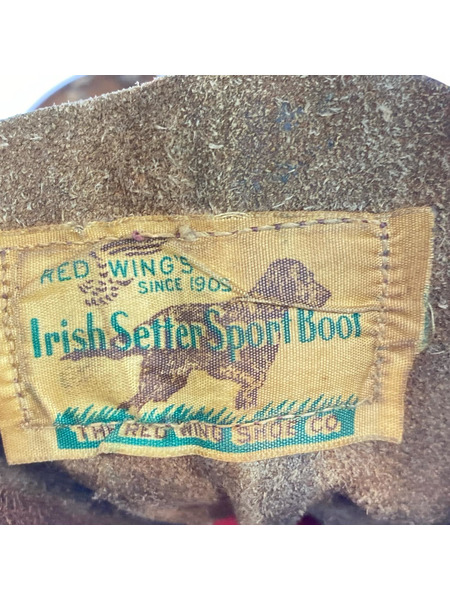 RED WING'S
SINCE 1905
Irish Setter Sport Boot
THE RED WING SHOE CO